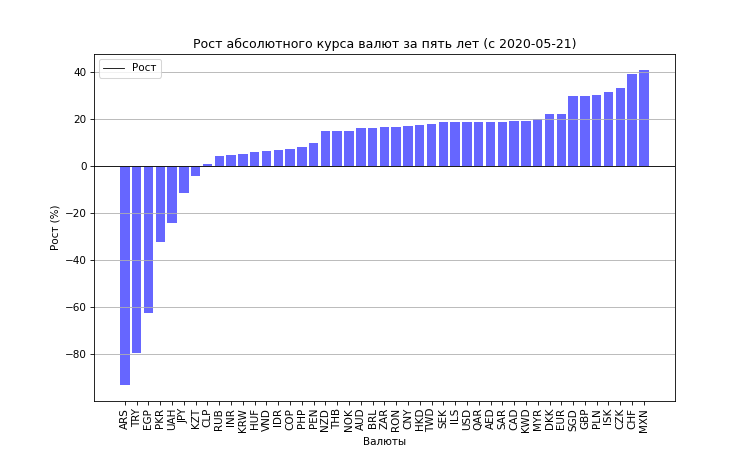 Рост абсолютного курса валют за пять лет (с 2020-05-21)
Рост
40
20
0
−20
−40
−60
−80
Рост (%)
ARS TRY EGP PKR UAH JPY KZT CLP RUB INR KRW HUF VND IDR COP PHP PEN NZD THB NOK AUD BRL ZAR RON CNY HKD TWD SEK ILS USD QAR AED SAR CAD KWD MYR DKK EUR SGD GBP PLN ISK CZK CHF MXN
Валюты